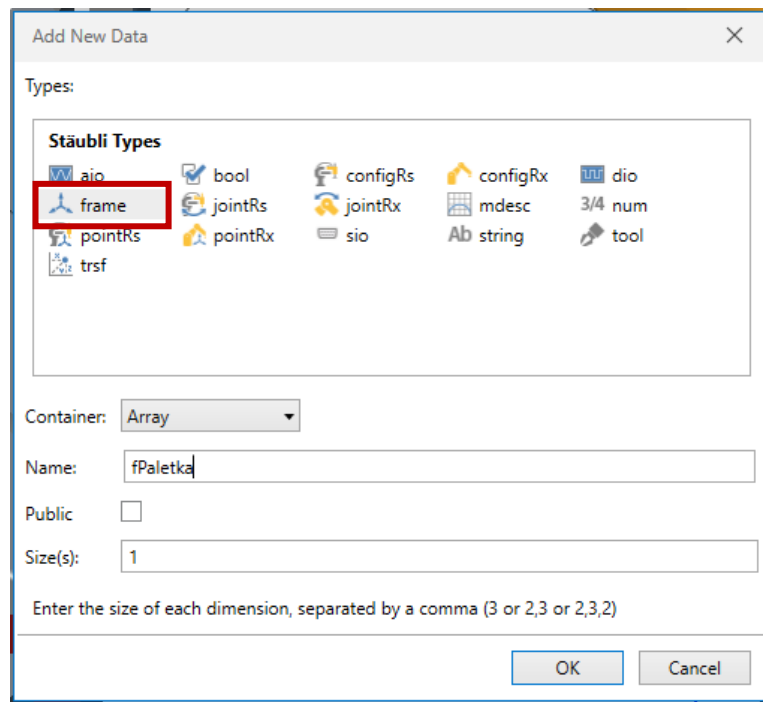 Add New Data
Types:
Stäubli Types
aio bool configRs configRx dio
frame jointRs jointRx mdesc 3/4 num
pointRs pointRx sio Ab string tool
trsf
Container: Array
Name: fPaletka
Public
Size(s): 1
Enter the size of each dimension, separated by a comma (3 or 2,3 or 2,3,2)
OK Cancel